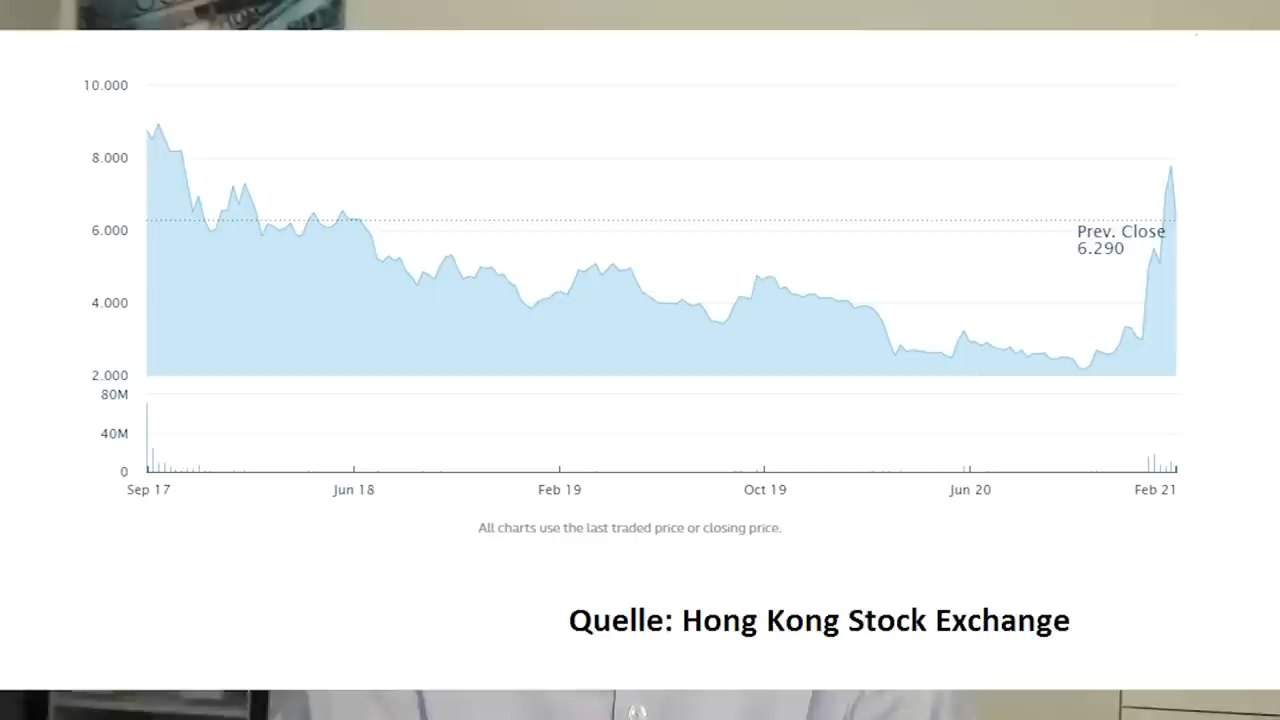 10.000
8.000
6.000
4.000
2.000
Prev. Close
6.290
80M
40M
0
Sep 17 Jun 18 Feb 19 Oct 19 Jun 20 Feb 21
All charts use the last traded price or closing price.
Quelle: Hong Kong Stock Exchange